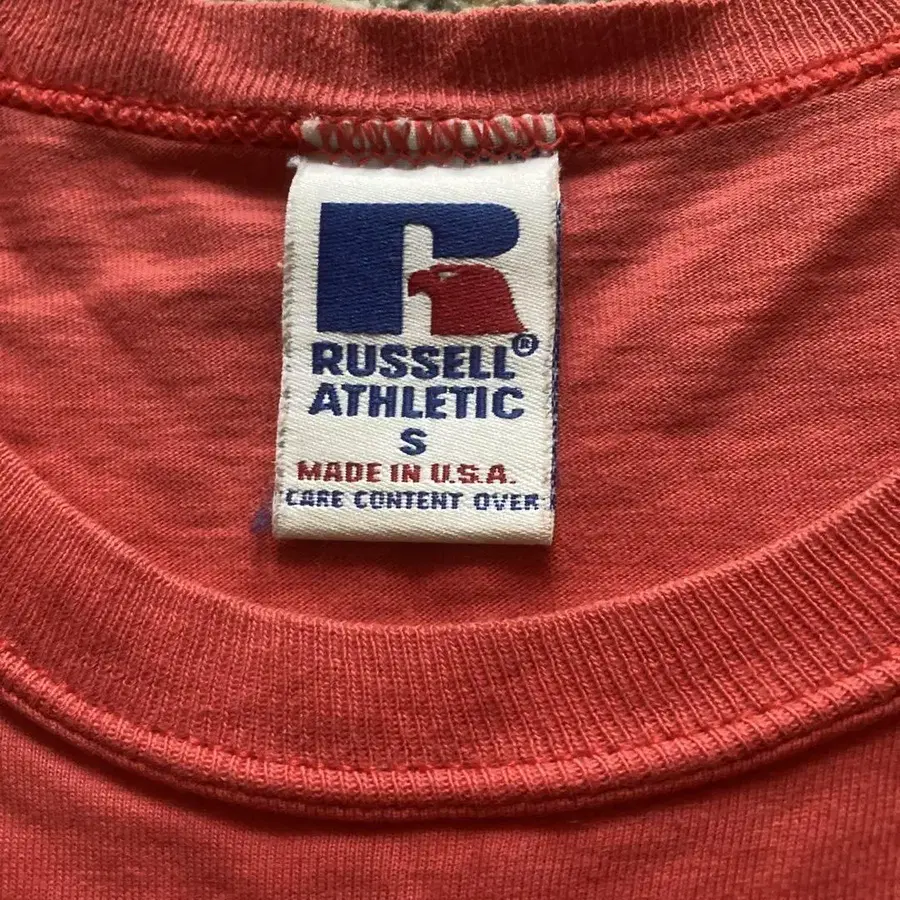 RUSSELL®
ATHLETIC
S
MADE IN U.S.A.
CARE CONTENT OVER